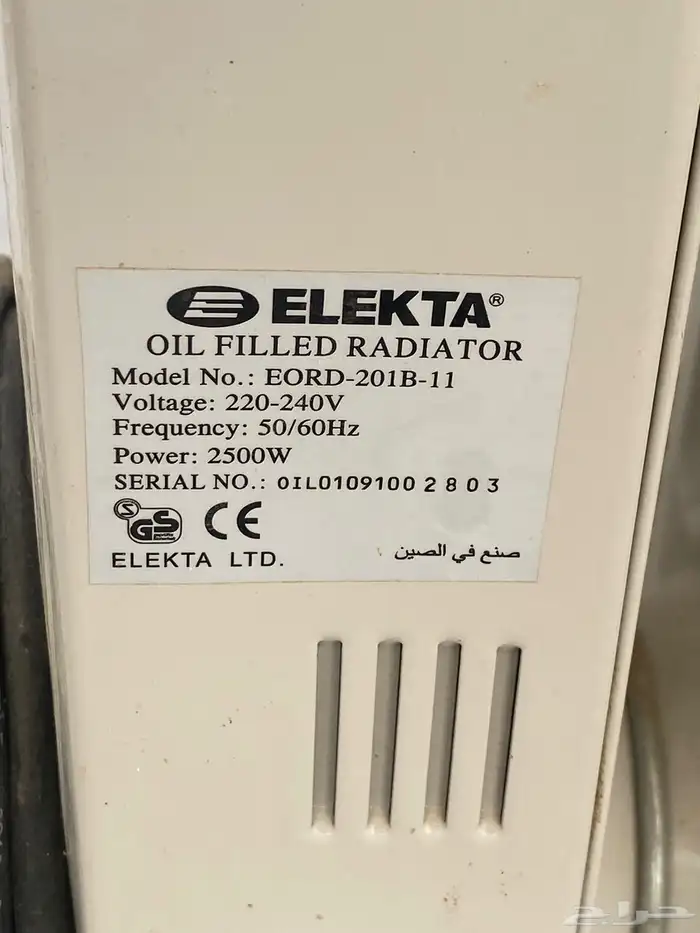 ELEKTA®
OIL FILLED RADIATOR
Model No.: EORD-201B-11
Voltage: 220-240V
Frequency: 50/60Hz
Power: 2500W
SERIAL NO.: OIL0109100 2 8 0 3
S GS CE
ELEKTA LTD. صنع في الصين
حراج